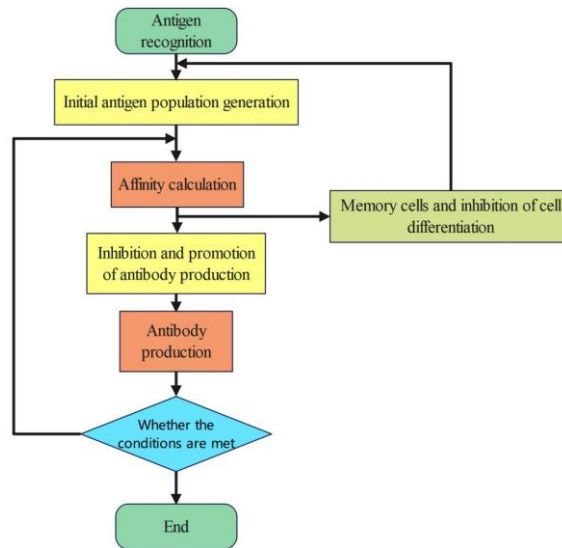 Antigen
recognition
Initial antigen population generation
Affinity calculation
Memory cells and inhibition of cell
differentiation
Inhibition and promotion
of antibody production
Antibody
production
Whether the
conditions are met
End